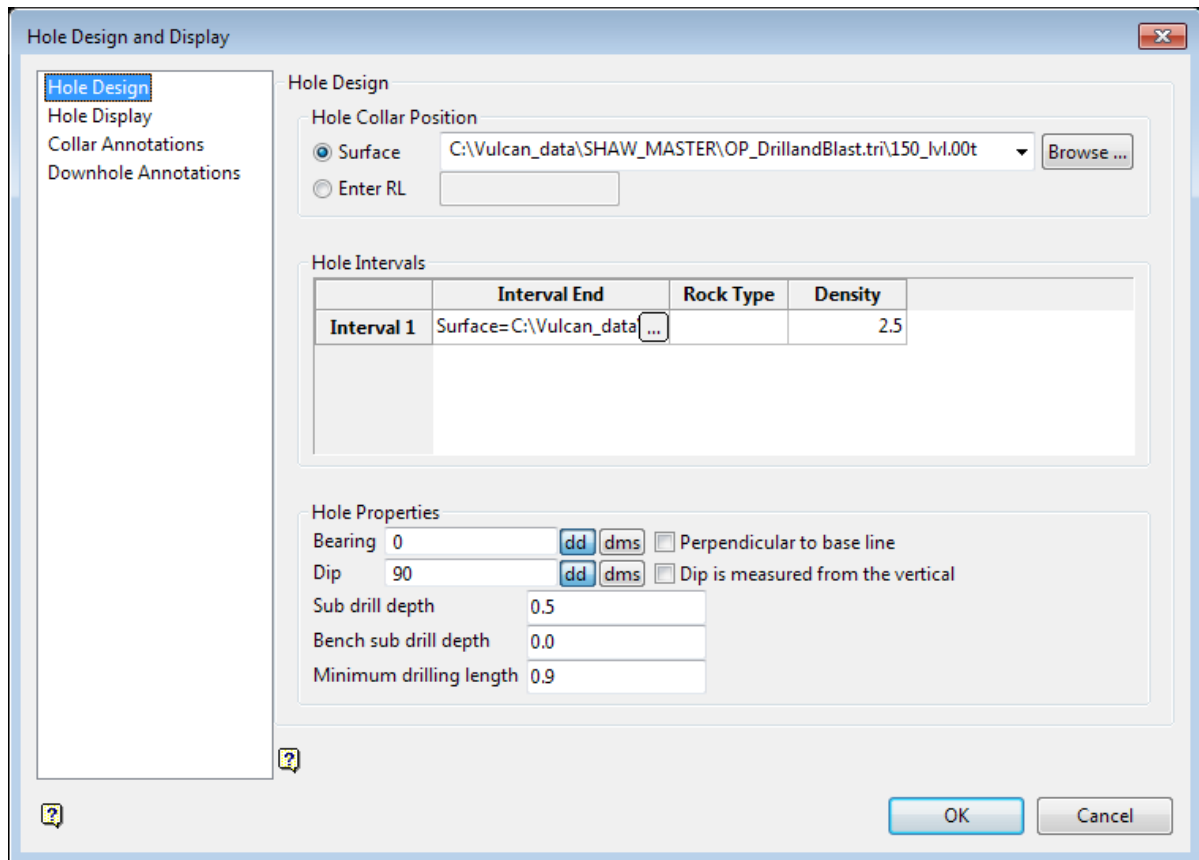 Hole Design and Display
Hole Design
Hole Display
Collar Annotations
Downhole Annotations
Hole Design
Hole Collar Position
Surface C:\Vulcan_data\SHAW_MASTER\OP_DrillandBlast.tri\150_lvl.00t Browse ...
Enter RL
Hole Intervals
Interval End Rock Type Density
Interval 1 Surface=C:\Vulcan_data\ ... 2.5
Hole Properties
Bearing 0 dd dms Perpendicular to base line
Dip 90 dd dms Dip is measured from the vertical
Sub drill depth 0.5
Bench sub drill depth 0.0
Minimum drilling length 0.9
?
?
OK Cancel